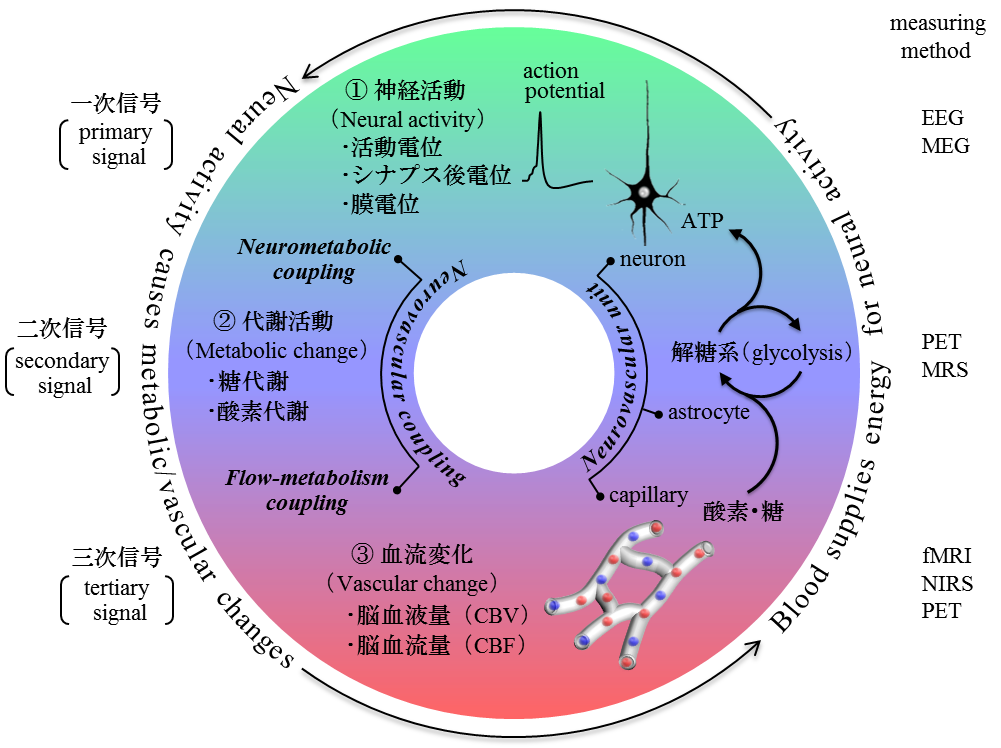 measuring
method
一次信号
primary
signal
① 神経活動
（Neural activity）
・活動電位
・シナプス後電位
・膜電位
action
potential
EEG
MEG
ATP
neuron
Neurometabolic
coupling
Neurovascular coupling
Neurovascular unit
二次信号
secondary
signal
② 代謝活動
（Metabolic change）
・糖代謝
・酸素代謝
解糖系（glycolysis）
astrocyte
PET
MRS
Flow-metabolism
coupling
capillary
酸素・糖
三次信号
tertiary
signal
③ 血流変化
（Vascular change）
・脳血液量（CBV）
・脳血流量（CBF）
fMRI
NIRS
PET
Neural activity causes metabolic/vascular changes
Blood supplies energy for neural activity